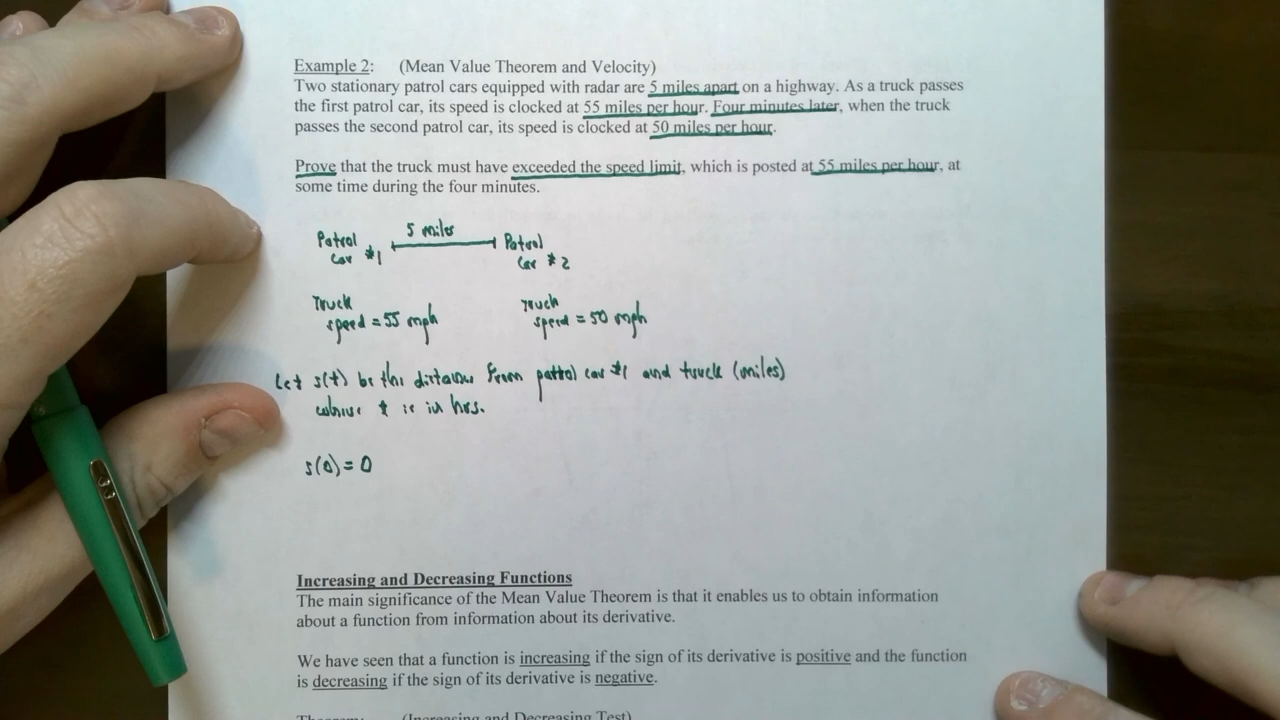 Example 2: (Mean Value Theorem and Velocity)
Two stationary patrol cars equipped with radar are 5 miles apart on a highway. As a truck passes
the first patrol car, its speed is clocked at 55 miles per hour. Four minutes later, when the truck
passes the second patrol car, its speed is clocked at 50 miles per hour.
Prove that the truck must have exceeded the speed limit, which is posted at 55 miles per hour, at
some time during the four minutes.
Patrol 5 miles Patrol
car #1 car #2
Truck Truck
speed = 55 mph speed = 50 mph
Let s(t) be the distance from patrol car #1 and truck (miles)
where t is in hrs.
s(0) = 0
Increasing and Decreasing Functions
The main significance of the Mean Value Theorem is that it enables us to obtain information
about a function from information about its derivative.
We have seen that a function is increasing if the sign of its derivative is positive and the function
is decreasing if the sign of its derivative is negative.
Theorem: (Increasing and Decreasing Test)